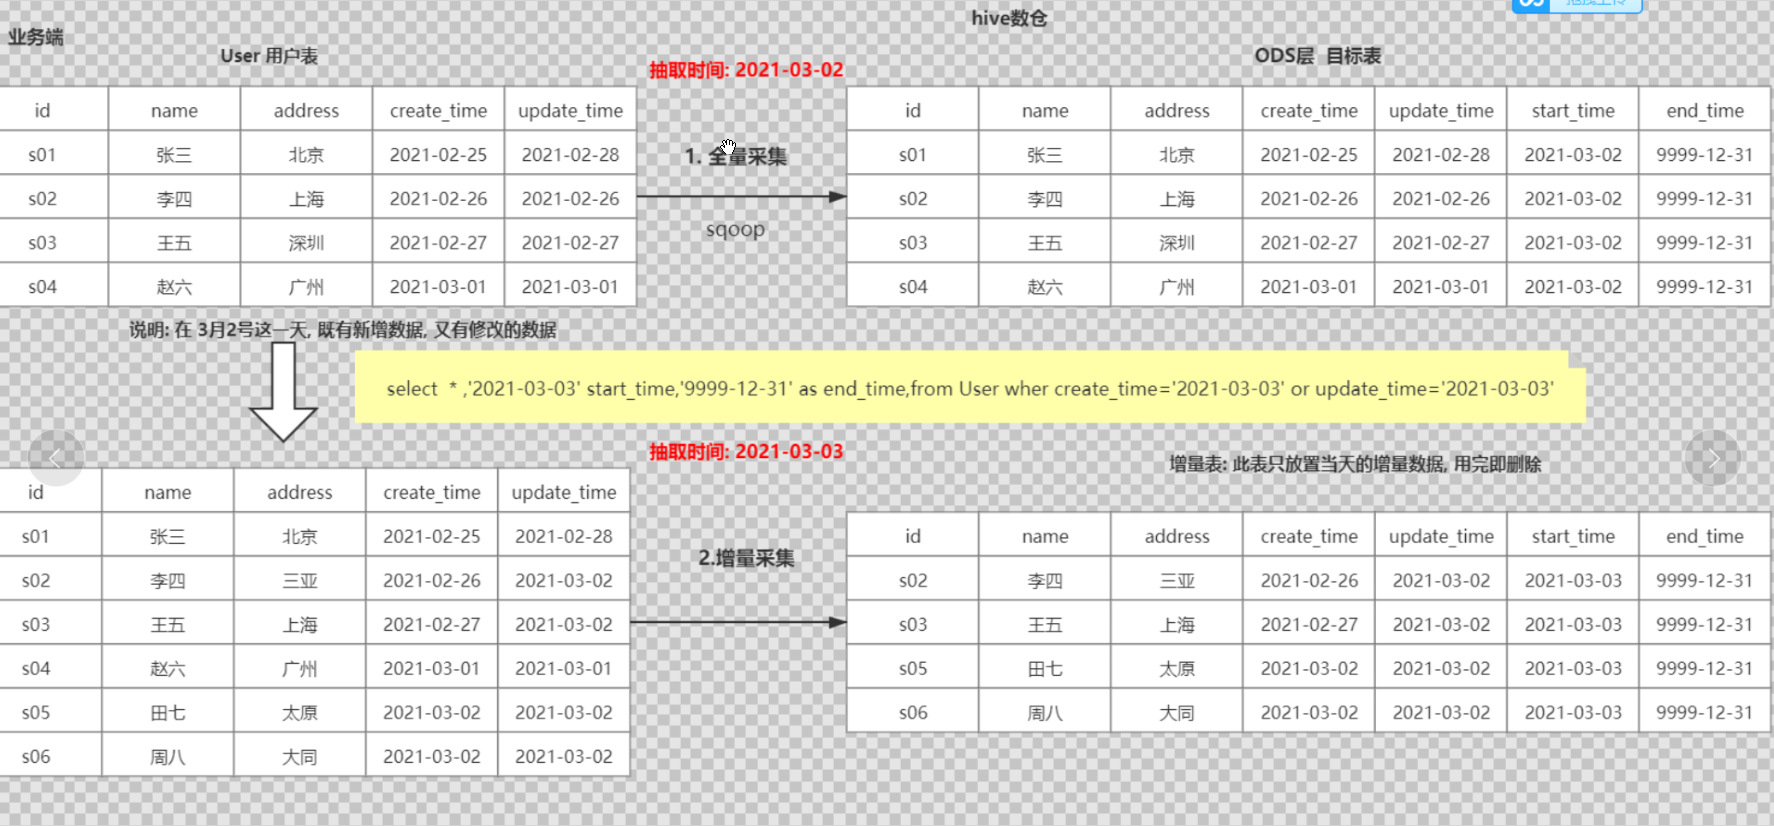 hive数仓
业务端
User 用户表
ODS层 目标表
抽取时间: 2021-03-02
id name address create_time update_time
s01 张三 北京 2021-02-25 2021-02-28
s02 李四 上海 2021-02-26 2021-02-26
s03 王五 深圳 2021-02-27 2021-02-27
s04 赵六 广州 2021-03-01 2021-03-01
1. 全量采集
sqoop
id name address create_time update_time start_time end_time
s01 张三 北京 2021-02-25 2021-02-28 2021-03-02 9999-12-31
s02 李四 上海 2021-02-26 2021-02-26 2021-03-02 9999-12-31
s03 王五 深圳 2021-02-27 2021-02-27 2021-03-02 9999-12-31
s04 赵六 广州 2021-03-01 2021-03-01 2021-03-02 9999-12-31
说明: 在 3月2号这一天, 既有新增数据, 又有修改的数据
select * ,'2021-03-03' start_time,'9999-12-31' as end_time,from User wher create_time='2021-03-03' or update_time='2021-03-03'
抽取时间: 2021-03-03
增量表: 此表只放置当天的增量数据, 用完即删除
id name address create_time update_time
s01 张三 北京 2021-02-25 2021-02-28
s02 李四 三亚 2021-02-26 2021-03-02
s03 王五 上海 2021-02-27 2021-03-02
s04 赵六 广州 2021-03-01 2021-03-01
s05 田七 太原 2021-03-02 2021-03-02
s06 周八 大同 2021-03-02 2021-03-02
2.增量采集
id name address create_time update_time start_time end_time
s02 李四 三亚 2021-02-26 2021-03-02 2021-03-03 9999-12-31
s03 王五 上海 2021-02-27 2021-03-02 2021-03-03 9999-12-31
s05 田七 太原 2021-03-02 2021-03-02 2021-03-03 9999-12-31
s06 周八 大同 2021-03-02 2021-03-02 2021-03-03 9999-12-31